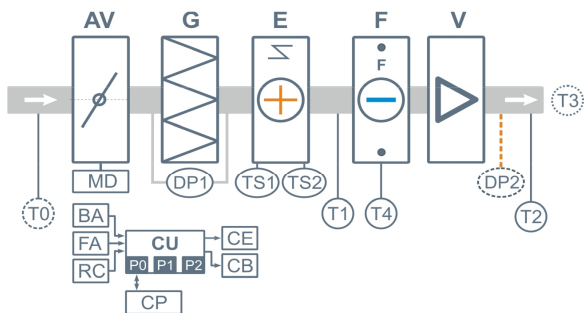 AV G E F V
F
T3
MD DP1 TS1 TS2 DP2
T0 T1 T4 T2
BA
FA
RC
CU
P0 P1 P2
CE
CB
CP